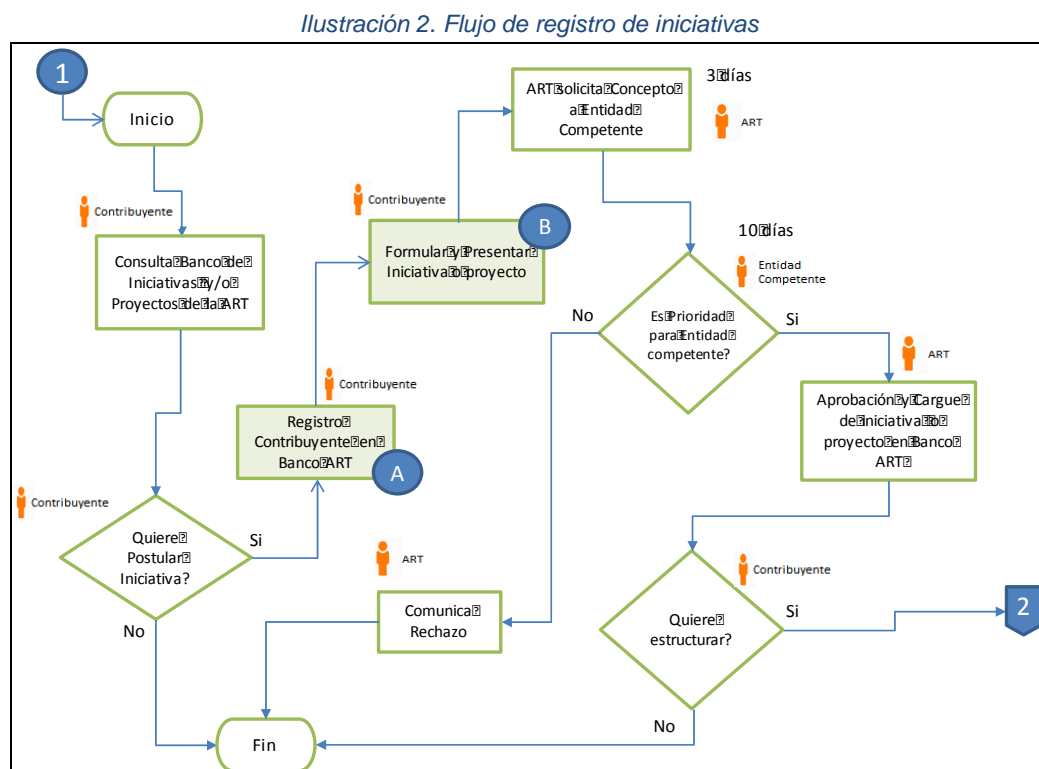 Ilustración 2. Flujo de registro de iniciativas
1
Inicio
Contribuyente
Consulta Banco de
Iniciativas y/o
Proyectos de la ART
Contribuyente
Quiere
Postular
Iniciativa?
Si
No
Contribuyente
Registro
Contribuyente en
Banco ART
A
Contribuyente
Formular y Presentar
Iniciativa o proyecto
B
ART solicita Concepto
a Entidad
Competente
3 días
ART
10 días
Entidad
Competente
Es Prioridad
para Entidad
competente?
No
Si
ART
Aprobación y Cargue
de iniciativa o
proyecto en Banco
ART
ART
Comunica
Rechazo
Contribuyente
Quiere
estructurar?
Si
2
No
Fin